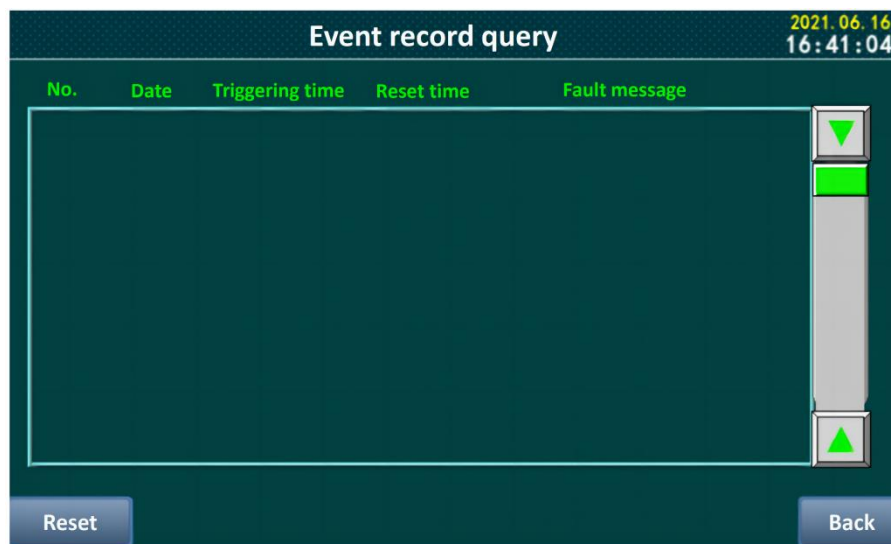 Event record query
2021.06.16
16:41:04
No. Date Triggering time Reset time Fault message
Reset Back